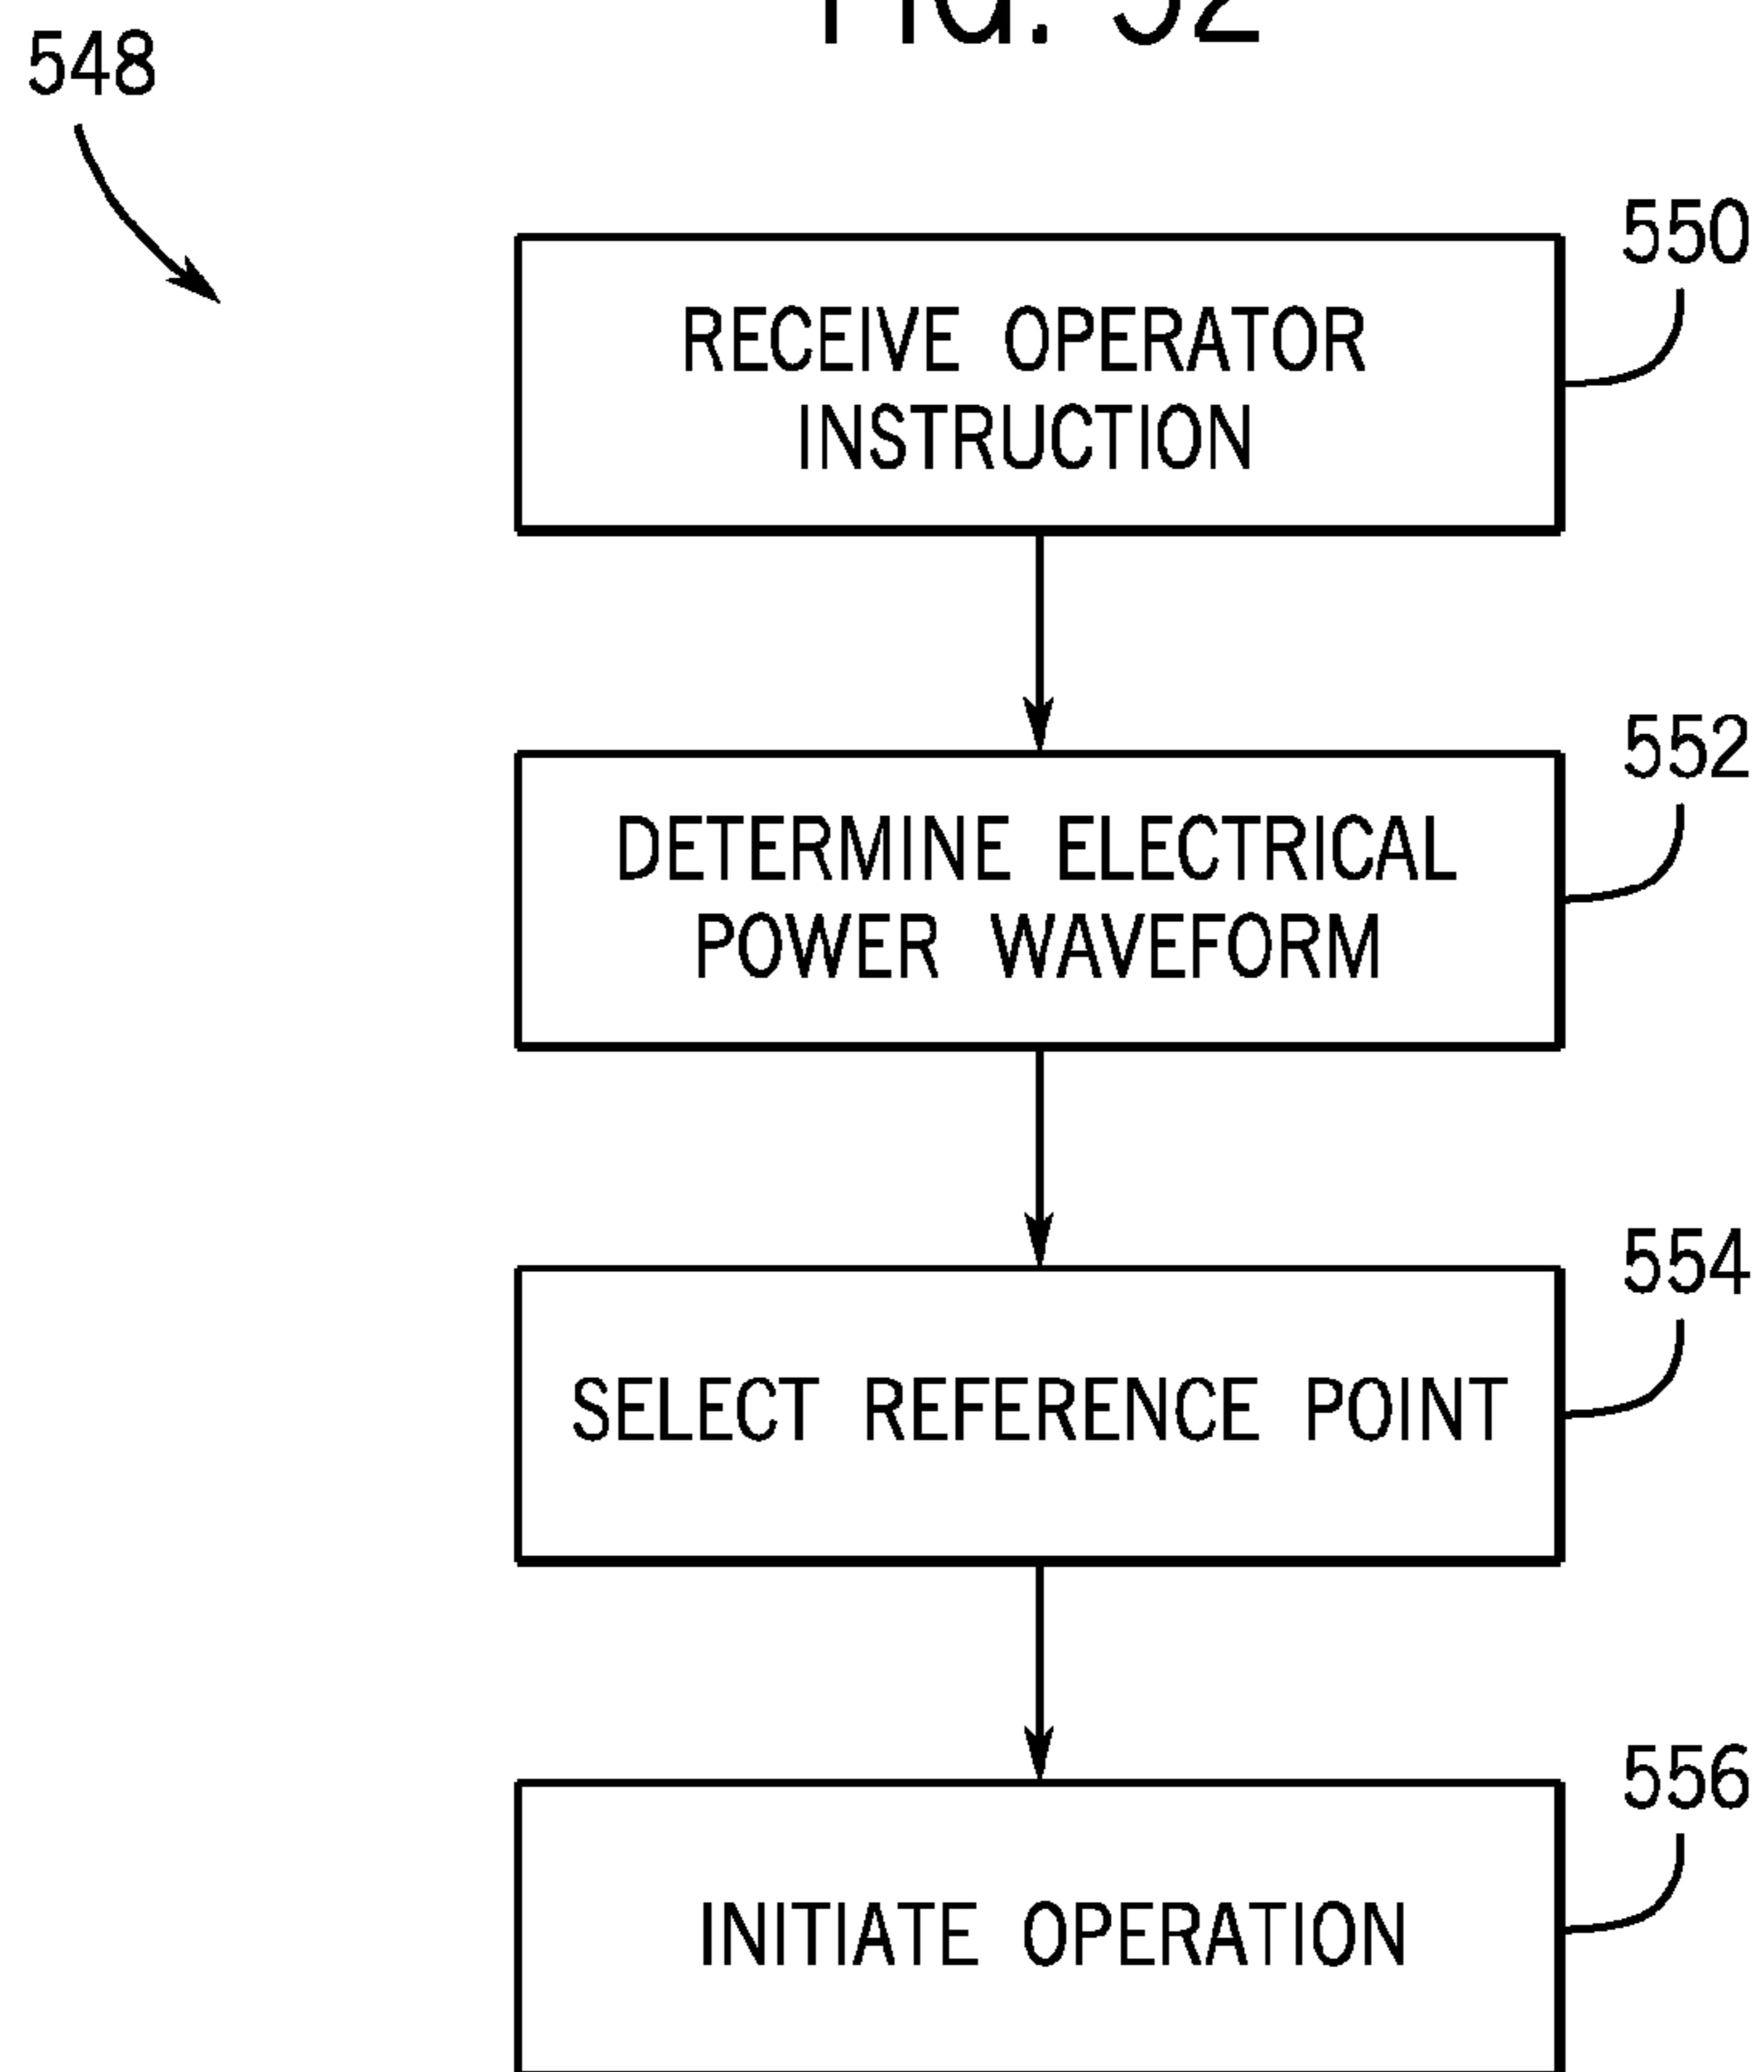 548
550
RECEIVE OPERATOR
INSTRUCTION
552
DETERMINE ELECTRICAL
POWER WAVEFORM
554
SELECT REFERENCE POINT
556
INITIATE OPERATION